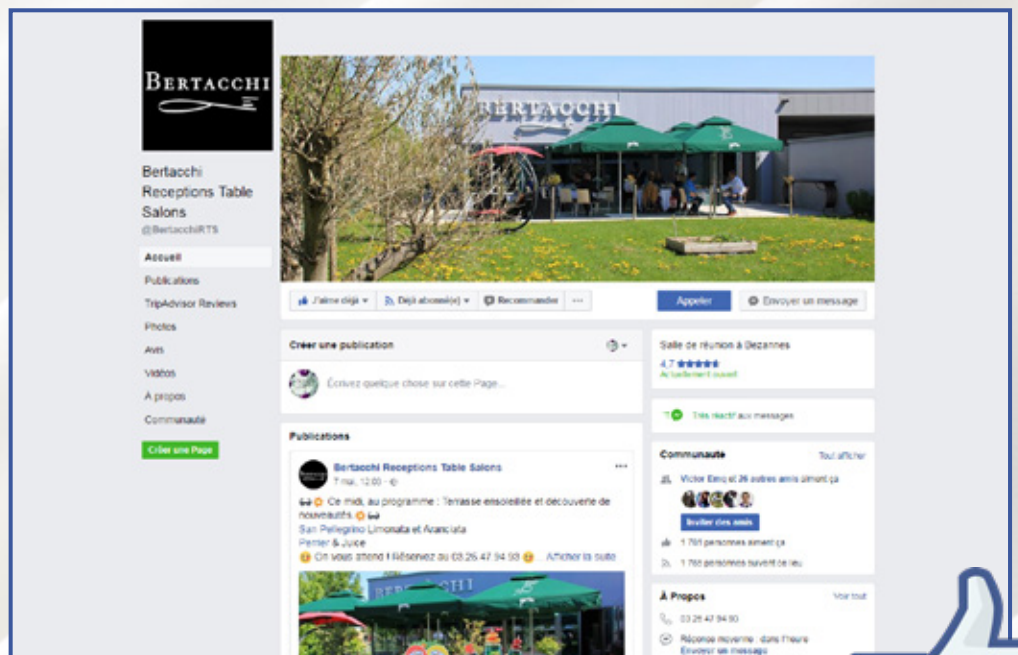 BERTACCHI
BERTACCHI
Bertacchi
Receptions Table
Salons
@BertacchiRTS
Accueil
Publications
TripAdvisor Reviews
Photos
Avis
Vidéos
À propos
Communauté
Créer une Page
J'aime déjà
Déjà abonné(e)
Recommander
Appeler
Envoyer un message
Créer une publication
Écrivez quelque chose sur cette Page...
Publications
Bertacchi Receptions Table Salons
7 mai, 12:00
Ce midi, au programme : Terrasse ensoleillée et découverte de
nouveautés.
San Pellegrino Limonata et Aranciata
Perrier & Juice
On vous attend ! Réservez au 03 26 47 94 93 ... Afficher la suite
BERTACCHI
Salle de réunion à Bezannes
4,7
Actuellement ouvert
Très réactif aux messages
Communauté Tout afficher
et 26 autres amis aiment ça
Inviter des amis
personnes aiment ça
personnes suivent ce lieu
À Propos Voir tout
03 26 47 94 93
Réponse moyenne : dans l'heure
Envoyer un message